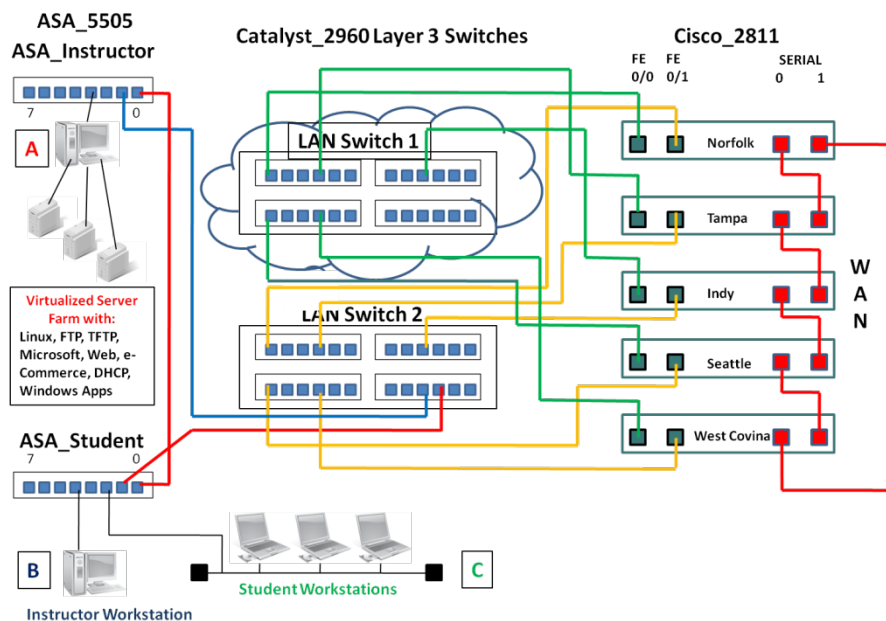 ASA_5505
ASA_Instructor
Catalyst_2960 Layer 3 Switches
Cisco_2811
FE FE SERIAL
0/0 0/1 0 1
7 0
A
LAN Switch 1
Norfolk
Tampa
WAN
Indy
Virtualized Server
Farm with:
Linux, FTP, TFTP,
Microsoft, Web, e-
Commerce, DHCP,
Windows Apps
LAN Switch 2
Seattle
West Covina
ASA_Student
7 0
B
C
Student Workstations
Instructor Workstation